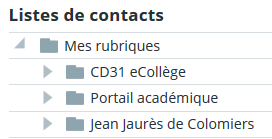 Listes de contacts
Mes rubriques
CD31 eCollège
Portail académique
Jean Jaurès de Colomiers